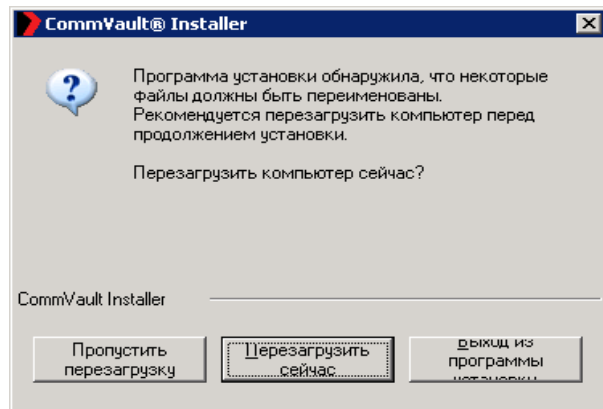 CommVault® Installer
Программа установки обнаружила, что некоторые
файлы должны быть переименованы.
Рекомендуется перезагрузить компьютер перед
продолжением установки.
Перезагрузить компьютер сейчас?
CommVault Installer
Пропустить
перезагрузку
Перезагрузить
сейчас
Выход из
программы
установки